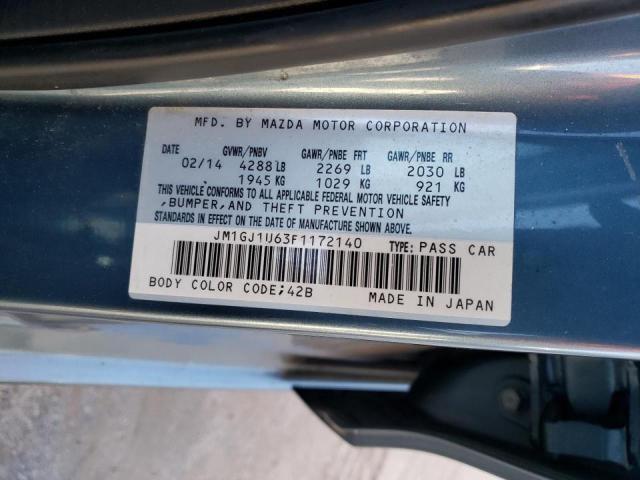 MFD. BY MAZDA MOTOR CORPORATION
DATE GVWR/PNBV GAWR/PNBE FRT GAWR/PNBE RR
02/14 4288 LB 2269 LB 2030 LB
1945 KG 1029 KG 921 KG
THIS VEHICLE CONFORMS TO ALL APPLICABLE FEDERAL MOTOR VEHICLE SAFETY
,BUMPER,AND THEFT PREVENTION
STANDARDS IN EFFECT ON THE DATE OF MANUFACTURE SHOWN ABOVE.
JM1GJ1U63F1172140 TYPE: PASS CAR
BODY COLOR CODE;42B MADE IN JAPAN